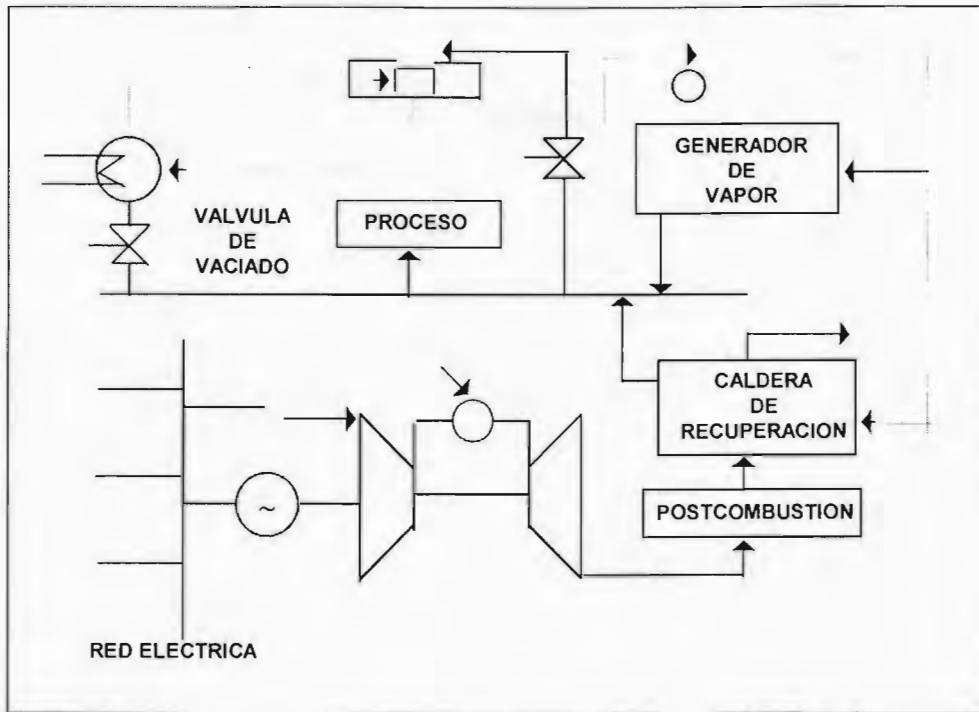 GENERADOR
DE
VAPOR
VALVULA
DE
VACIADO
PROCESO
CALDERA
DE
RECUPERACION
~
POSTCOMBUSTION
RED ELECTRICA